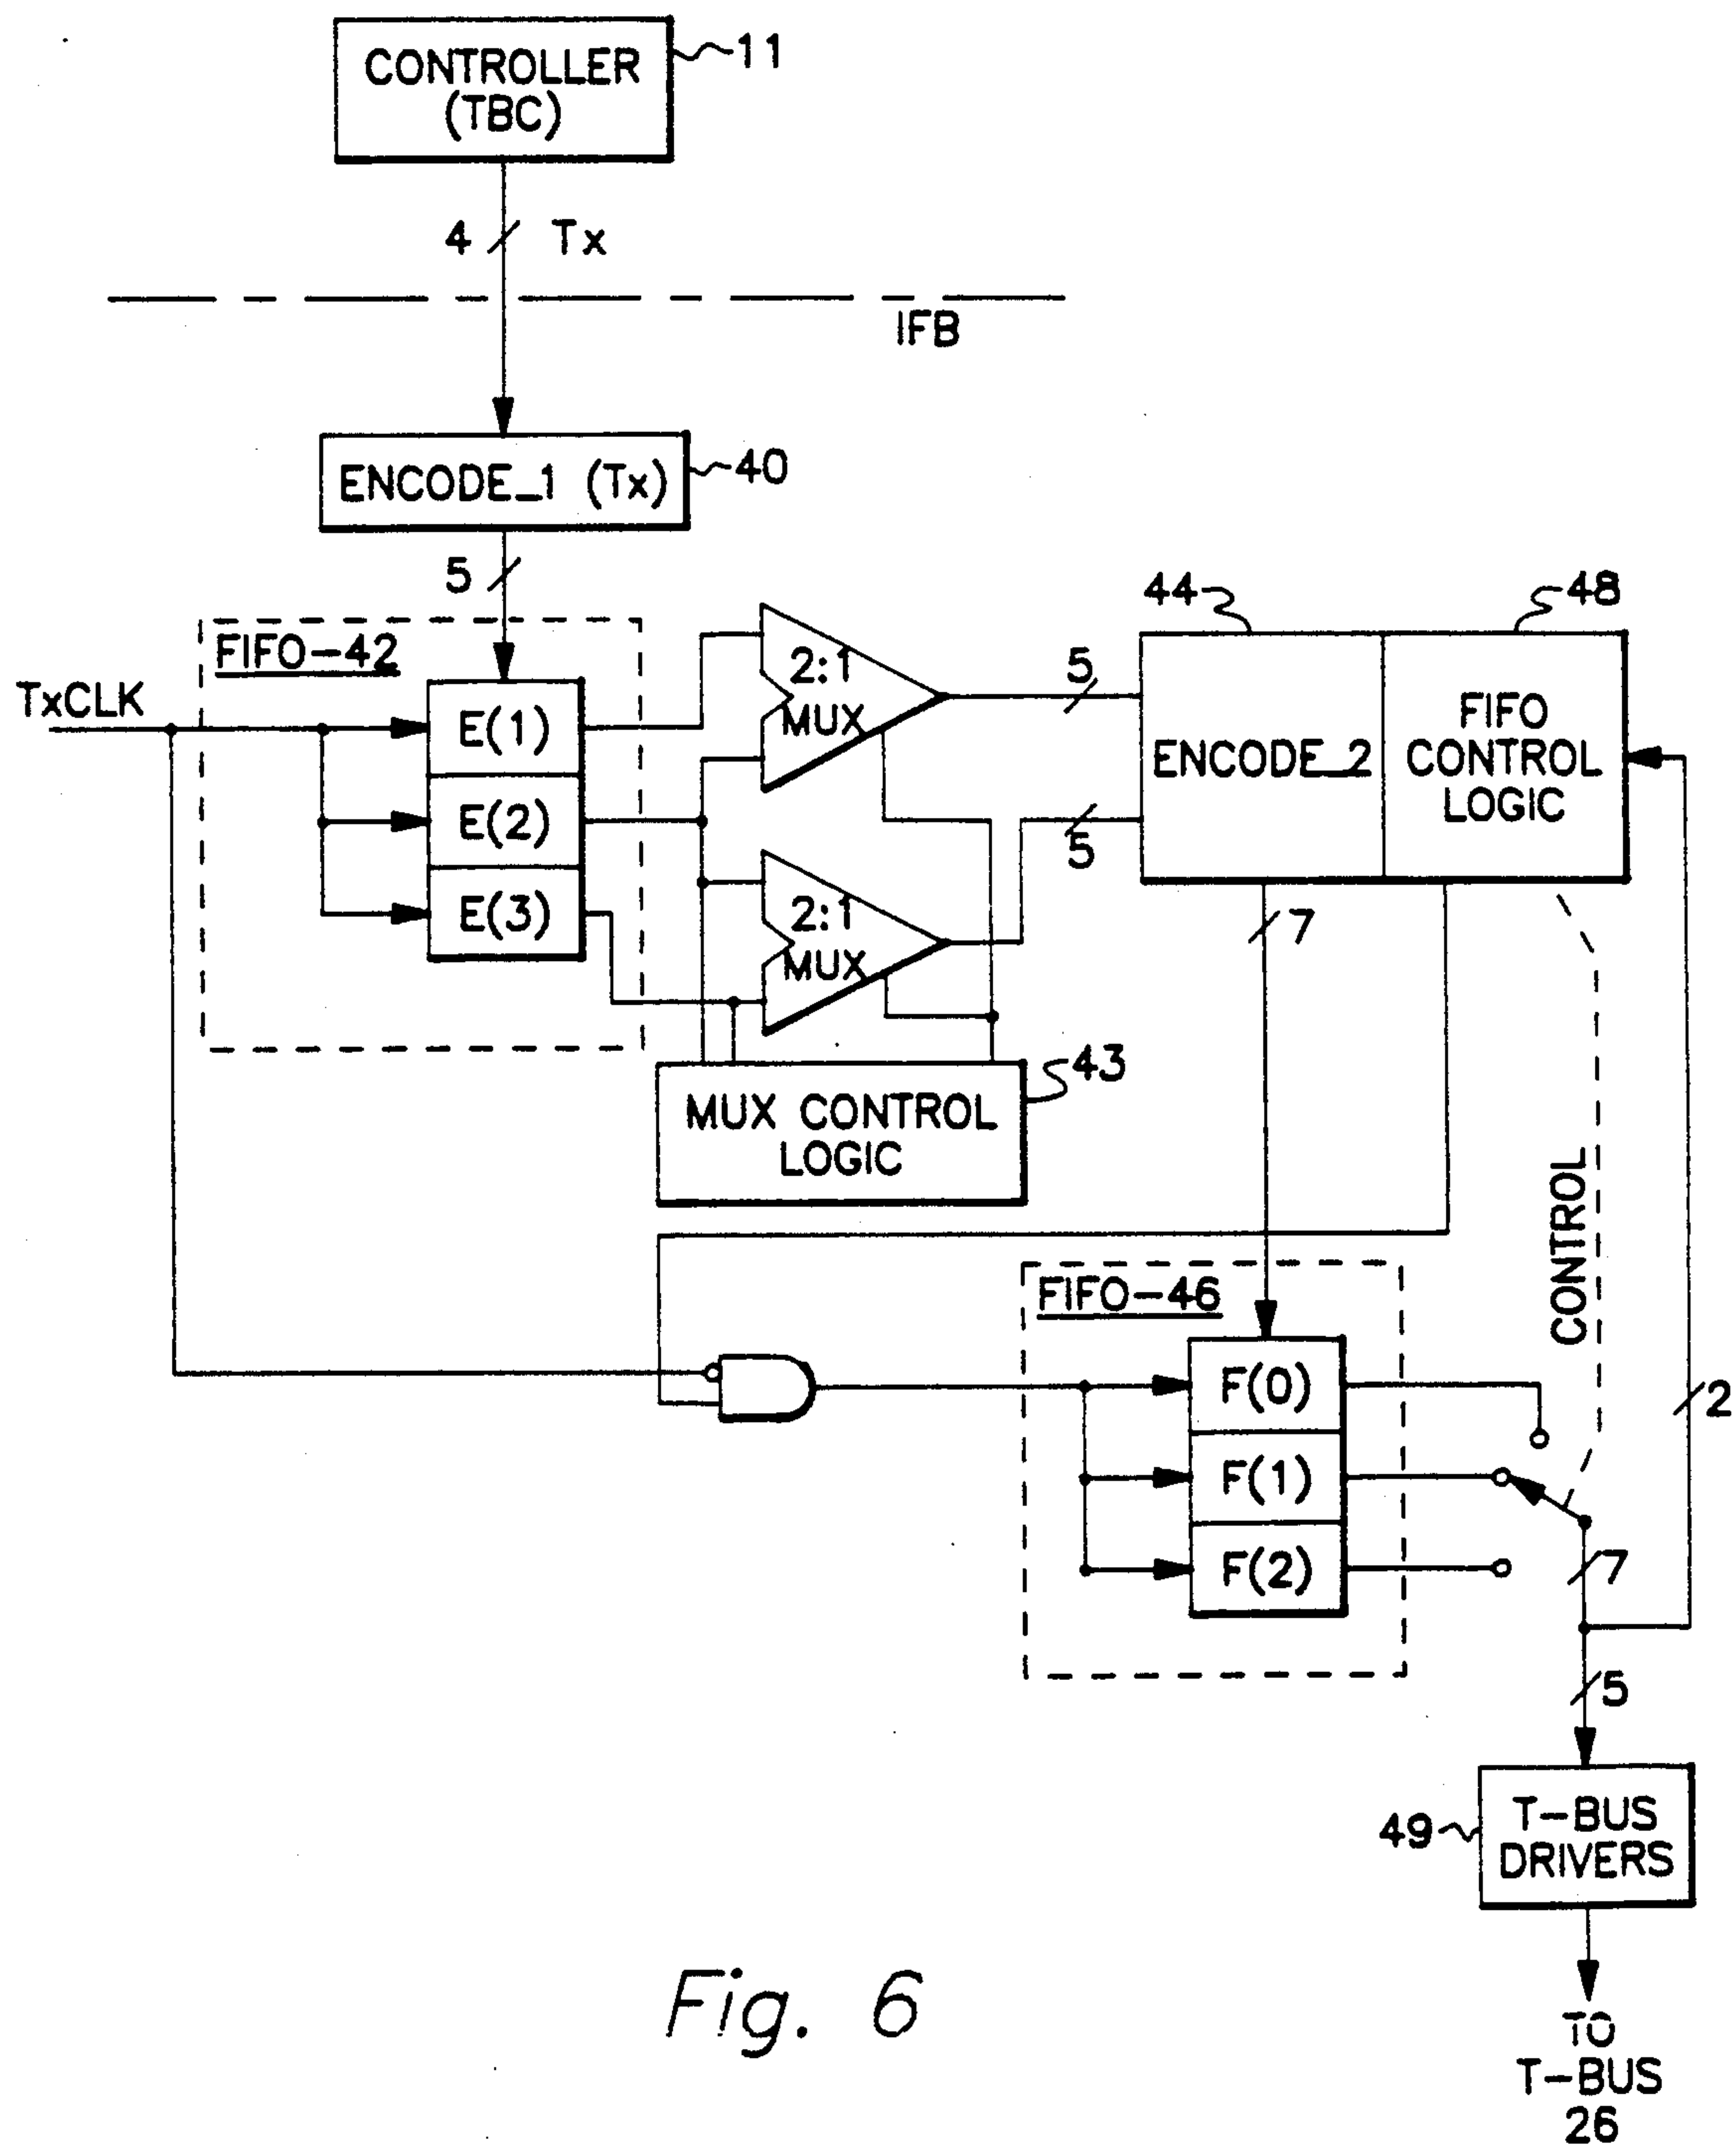 CONTROLLER
(TBC)
11
4
Tx
IFB
ENCODE_1 (Tx)
40
5
FIFO-42
TxCLK
E(1)
E(2)
E(3)
2:1
MUX
2:1
MUX
5
5
44
48
ENCODE_2
FIFO
CONTROL
LOGIC
7
43
MUX CONTROL
LOGIC
CONTROL
FIFO-46
F(0)
F(1)
F(2)
2
7
5
49
T-BUS
DRIVERS
TO
T-BUS
26
Fig. 6